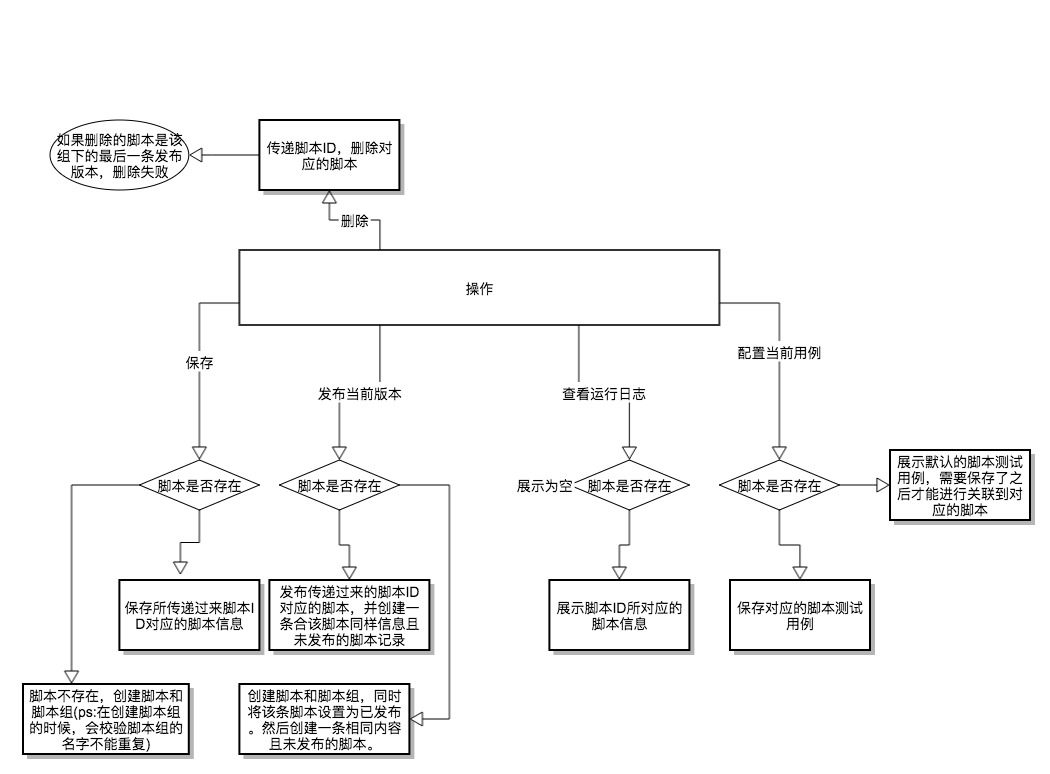 如果删除的脚本是该
组下的最后一条发布
版本，删除失败
传递脚本ID，删除对
应的脚本
删除
操作
保存
发布当前版本
查看运行日志
配置当前用例
脚本是否存在
脚本是否存在
展示为空
脚本是否存在
脚本是否存在
展示默认的脚本测试
用例，需要保存了之
后才能进行关联到对
应的脚本
保存所传递过来脚本I
D对应的脚本信息
发布传递过来的脚本ID
对应的脚本，并创建一
条合该脚本同样信息且
未发布的脚本记录
展示脚本ID所对应的
脚本信息
保存对应的脚本测试
用例
脚本不存在，创建脚本和
脚本组(ps:在创建脚本组
的时候，会校验脚本组的
名字不能重复)
创建脚本和脚本组，同时
将该条脚本设置为已发布
。然后创建一条相同内容
且未发布的脚本。